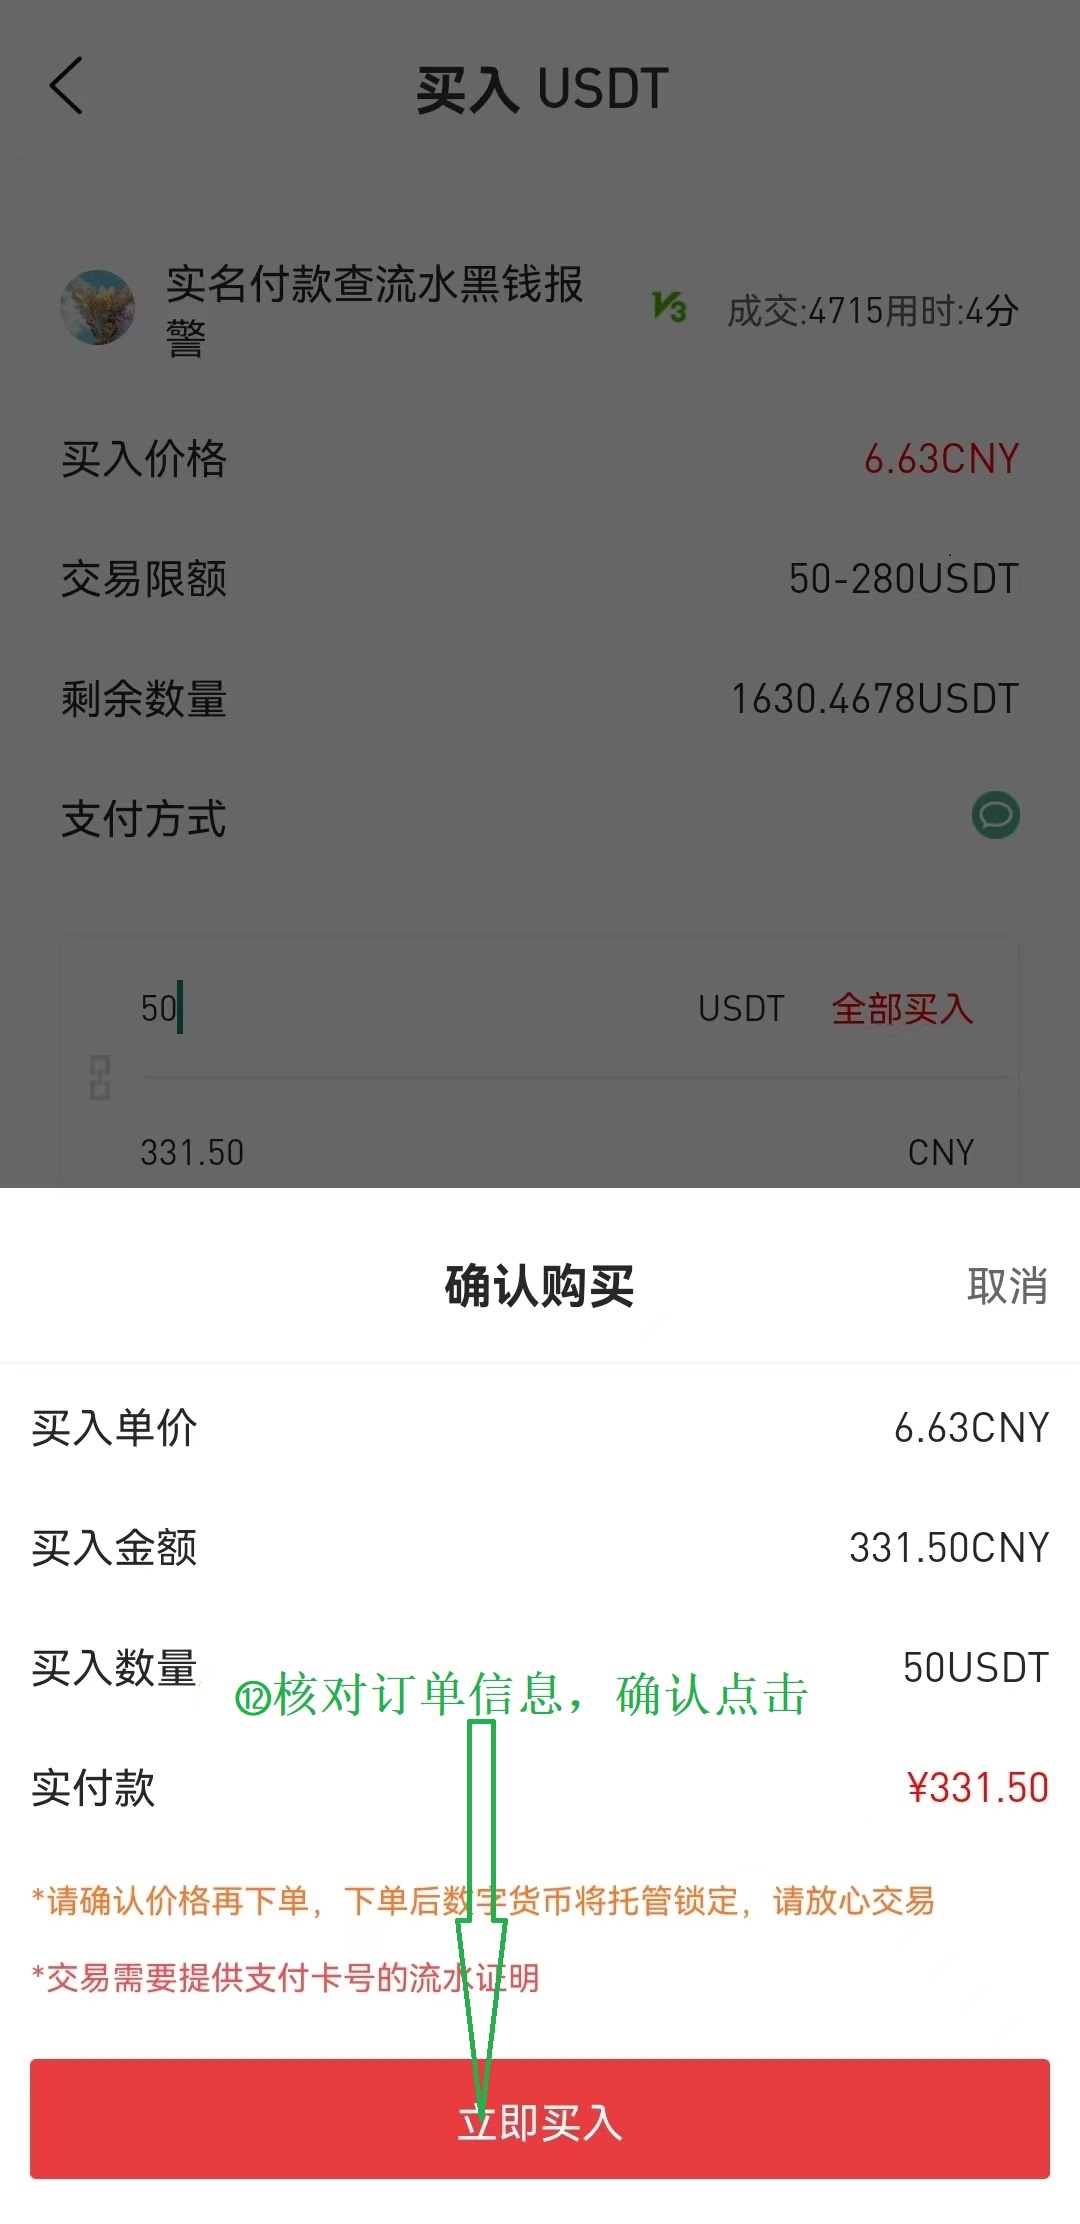 买入 USDT
实名付款查流水黑钱报
警
V3
成交:4715用时:4分
买入价格
6.63CNY
交易限额
50-280USDT
剩余数量
1630.4678USDT
支付方式
50
USDT
全部买入
331.50
CNY
确认购买
取消
买入单价
6.63CNY
买入金额
331.50CNY
买入数量
50USDT
⑫核对订单信息，确认点击
实付款
¥331.50
*请确认价格再下单，下单后数字货币将托管锁定，请放心交易
*交易需要提供支付卡号的流水证明
立即买入